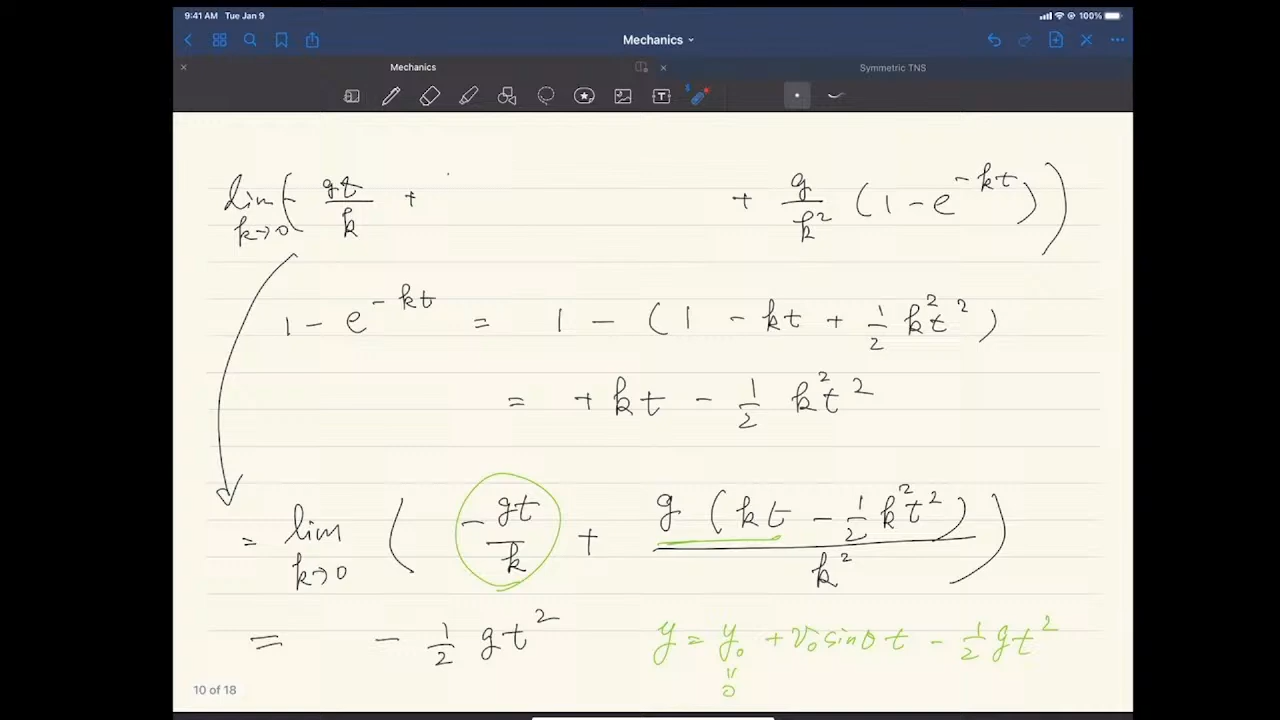 9:41 AM Tue Jan 9 100%
Mechanics
Mechanics Symmetric TNS
lim k→0 ( gt/k + + g/k² (1 - e^-kt) )
1 - e^-kt = 1 - (1 - kt + 1/2 k²t²)
= + kt - 1/2 k²t²
= lim k→0 ( - gt/k + g (kt - 1/2 k²t²) / k² )
= - 1/2 gt² y = y₀ + v₀ sinθ t - 1/2 gt²
" 0
10 of 18